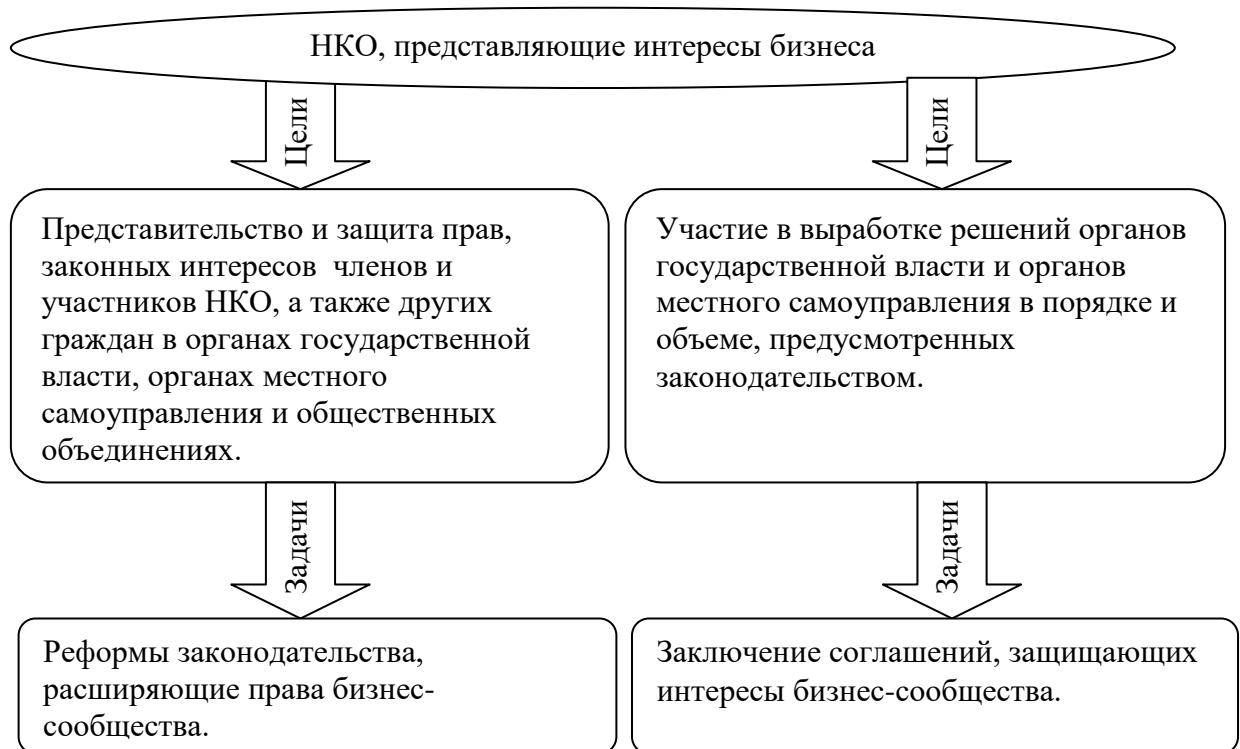 НКО, представляющие интересы бизнеса
Цели
Цели
Представительство и защита прав,
законных интересов членов и
участников НКО, а также других
граждан в органах государственной
власти, органах местного
самоуправления и общественных
объединениях.
Участие в выработке решений органов
государственной власти и органов
местного самоуправления в порядке и
объеме, предусмотренных
законодательством.
Задачи
Задачи
Реформы законодательства,
расширяющие права бизнес-
сообщества.
Заключение соглашений, защищающих
интересы бизнес-сообщества.